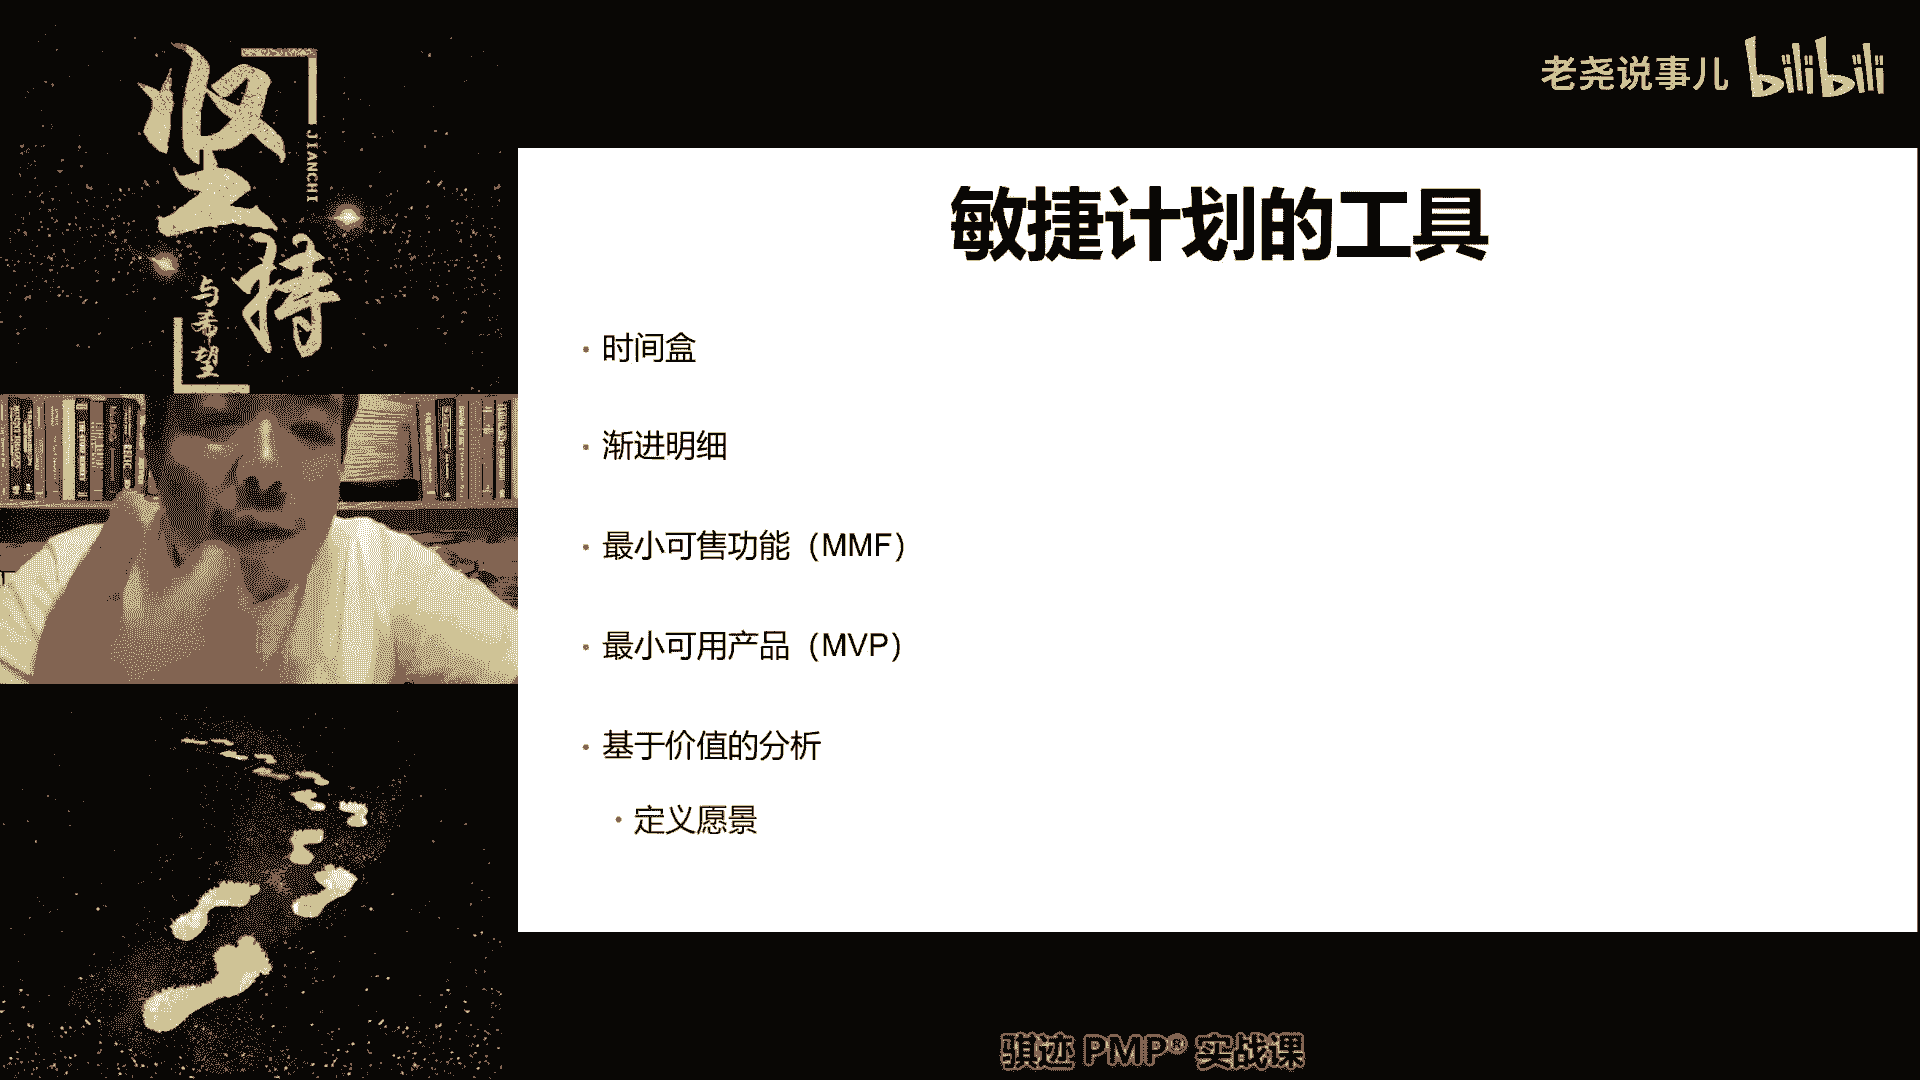 坚持
JIANCHI
与希望
老尧说事儿 bilibili
敏捷计划的工具
· 时间盒
· 渐进明细
· 最小可售功能（MMF）
· 最小可用产品（MVP）
· 基于价值的分析
· 定义愿景
骐迹 PMP® 实战课